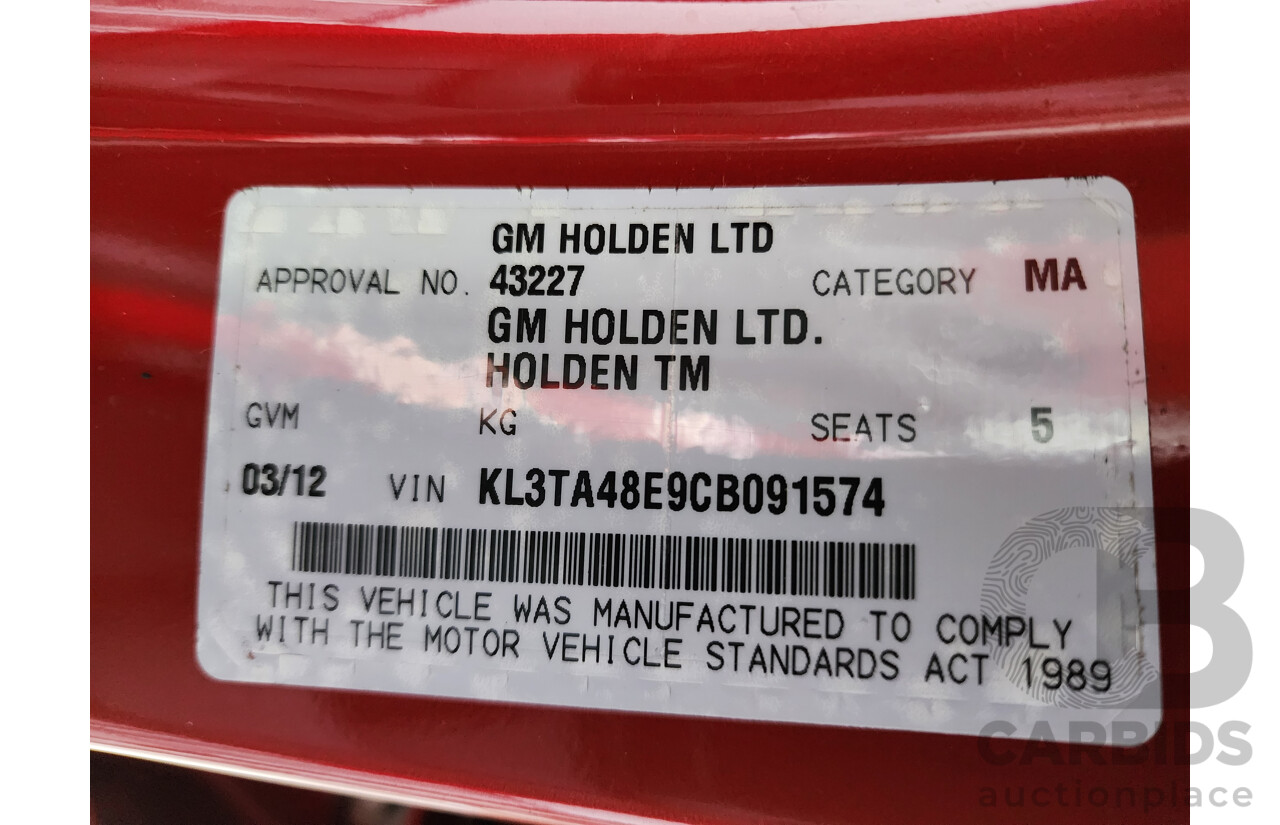 GM HOLDEN LTD
APPROVAL NO. 43227 CATEGORY MA
GM HOLDEN LTD.
HOLDEN TM
GVM KG SEATS 5
03/12 VIN KL3TA48E9CB091574
THIS VEHICLE WAS MANUFACTURED TO COMPLY
WITH THE MOTOR VEHICLE STANDARDS ACT 1989
CB
CARBIDS
auctionplace